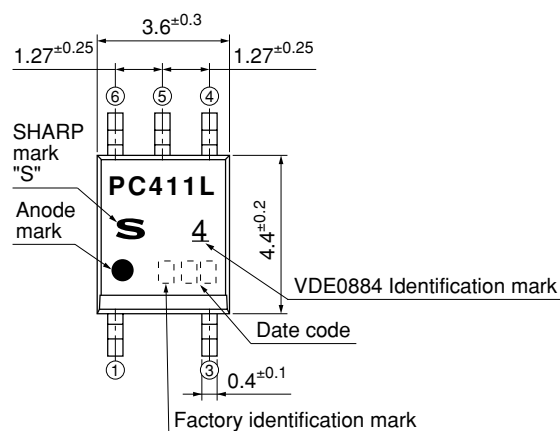 3.6±0.3
1.27±0.25 1.27±0.25
⑥ ⑤ ④
SHARP
mark
"S"
PC411L
S
4
Anode
mark
4.4±0.2
VDE0884 Identification mark
Date code
① ③
0.4±0.1
Factory identification mark